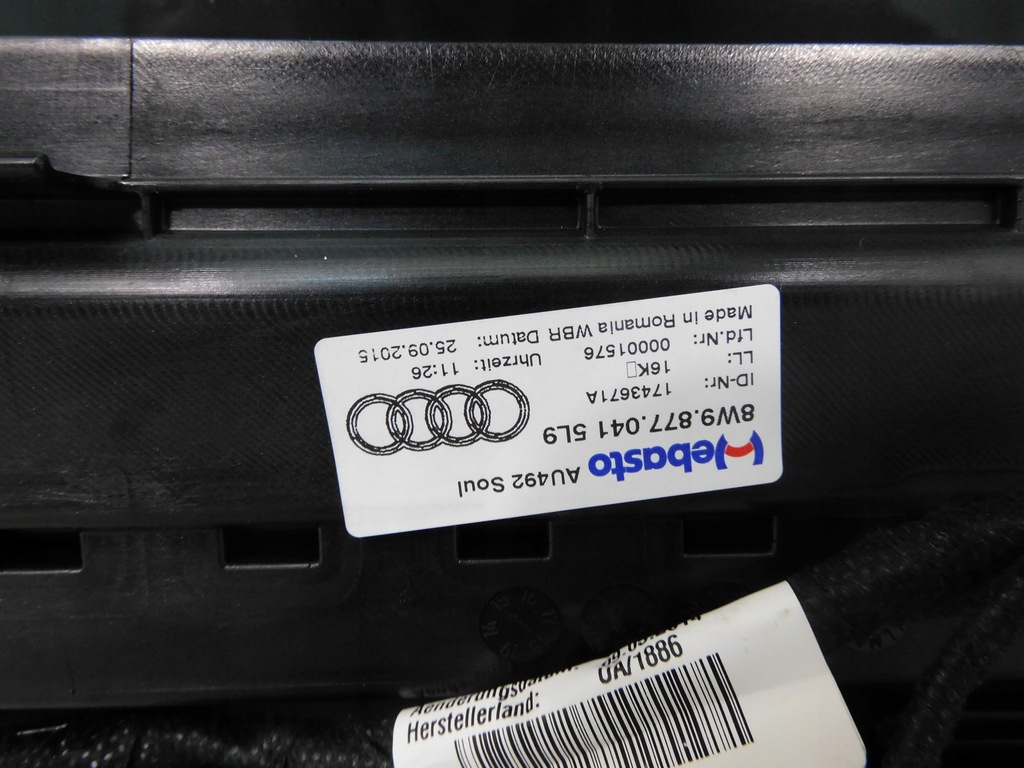 Webasto AU492 Soul
8W9.877.041 5L9
ID-Nr: 1743671A
LL: 16K□ Uhrzeit: 11:26
Lfd.Nr: 00001576
Made in Romania WBR Datum: 25.09.2015
UA/1886
Herstellerland: